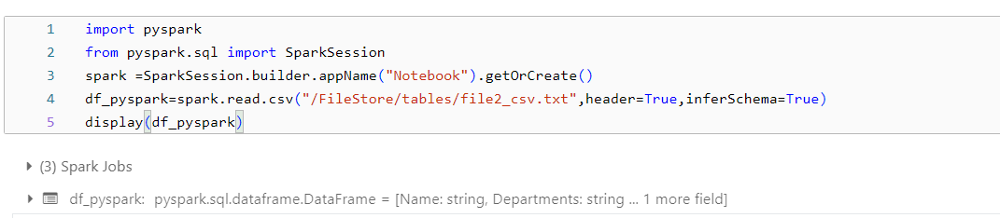 1 import pyspark
2 from pyspark.sql import SparkSession
3 spark =SparkSession.builder.appName("Notebook").getOrCreate()
4 df_pyspark=spark.read.csv("/FileStore/tables/file2_csv.txt",header=True,inferSchema=True)
5 display(df_pyspark)
(3) Spark Jobs
df_pyspark: pyspark.sql.dataframe.DataFrame = [Name: string, Departments: string ... 1 more field]